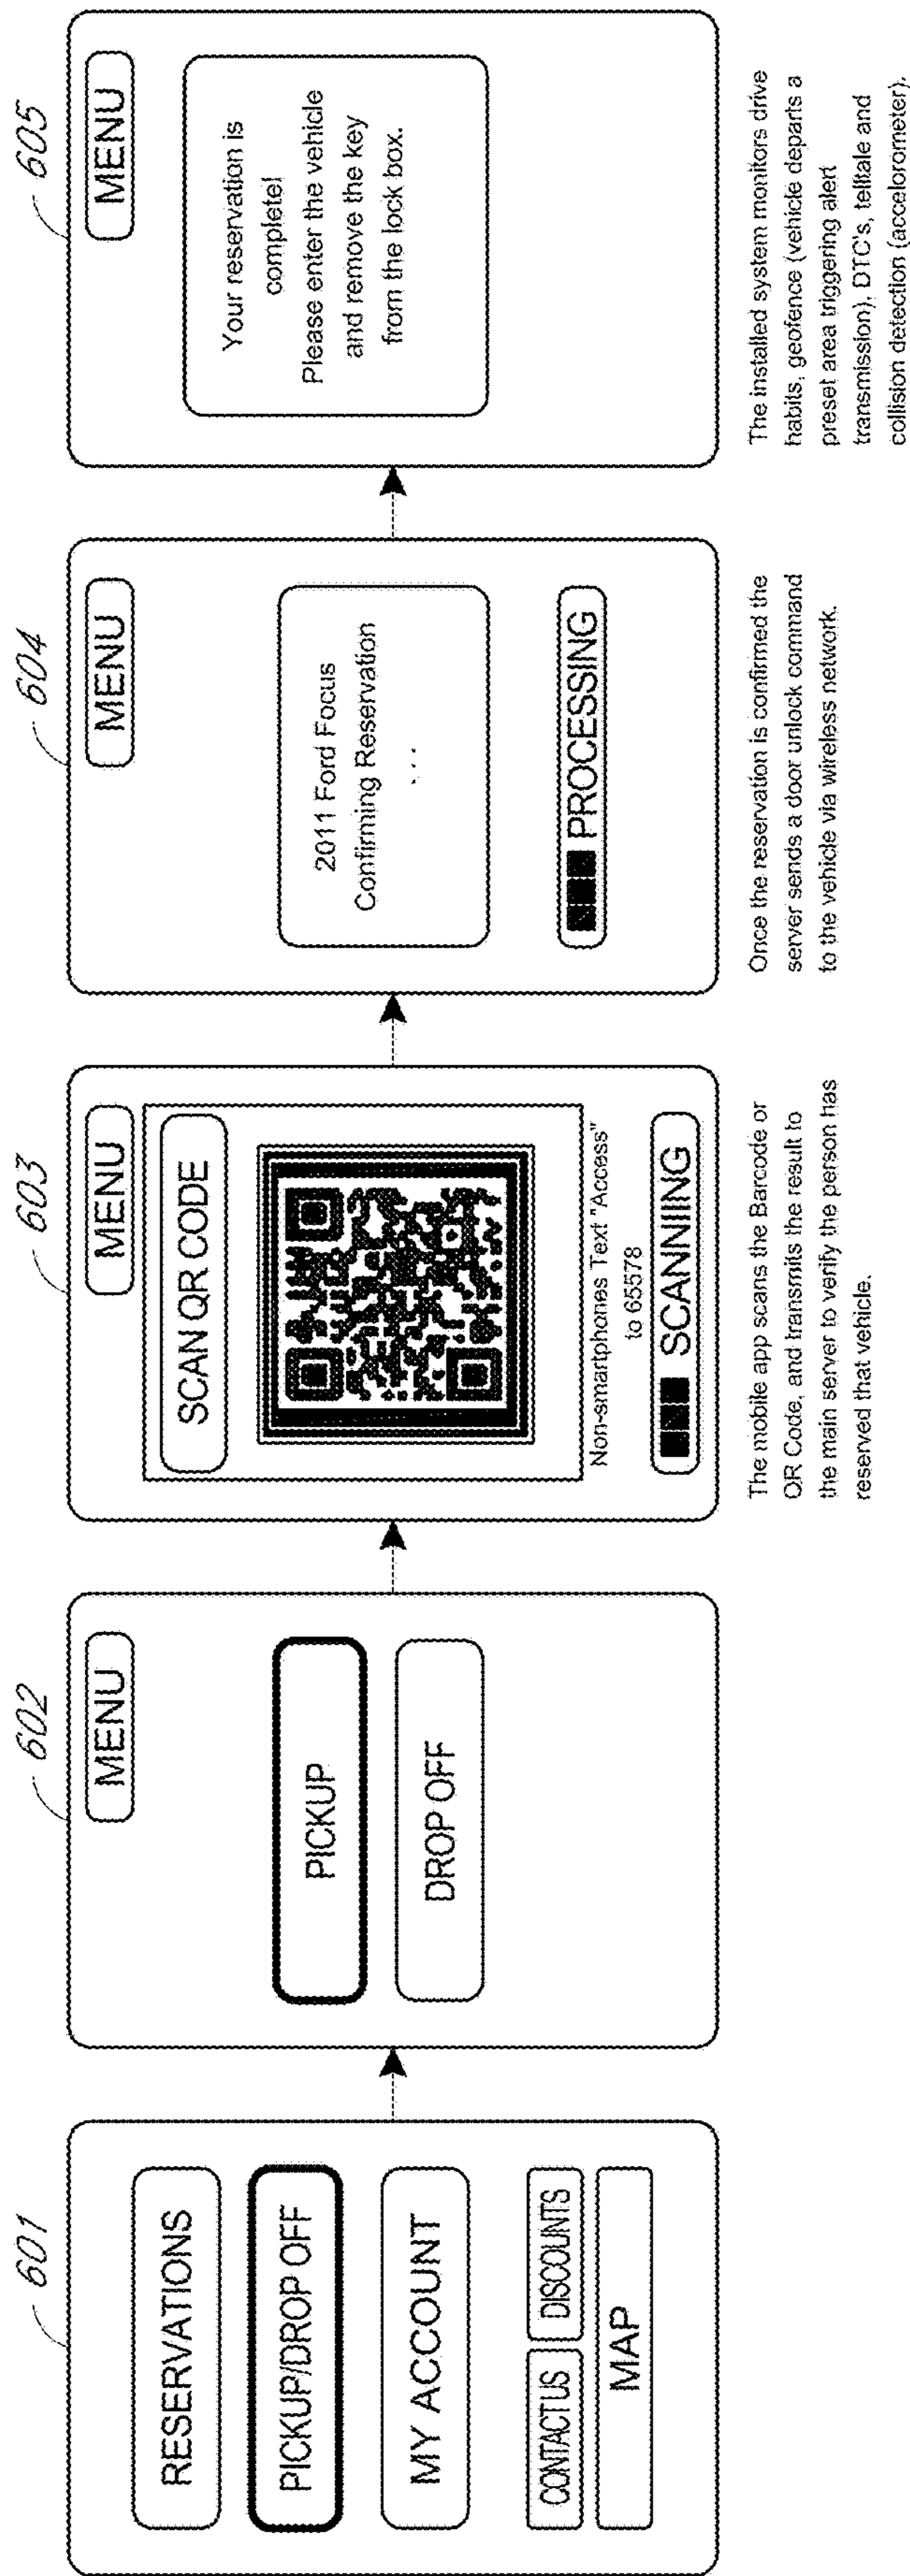 601
RESERVATIONS
PICKUP/DROP OFF
MY ACCOUNT
CONTACTUS
DISCOUNTS
MAP
602
MENU
PICKUP
DROP OFF
603
MENU
SCAN QR CODE
Non-smartphones Text "Access"
to 65578
SCANNIING
The mobile app scans the Barcode or
QR Code, and transmits the result to
the main server to verify the person has
reserved that vehicle.
604
MENU
2011 Ford Focus
Confirming Reservation
...
PROCESSING
Once the reservation is confirmed the
server sends a door unlock command
to the vehicle via wireless network.
605
MENU
Your reservation is
complete!
Please enter the vehicle
and remove the key
from the lock box.
The installed system monitors drive
habits, geofence (vehicle departs a
preset area triggering alert
transmission), DTC's, telltale and
collision detection (accelorometer).